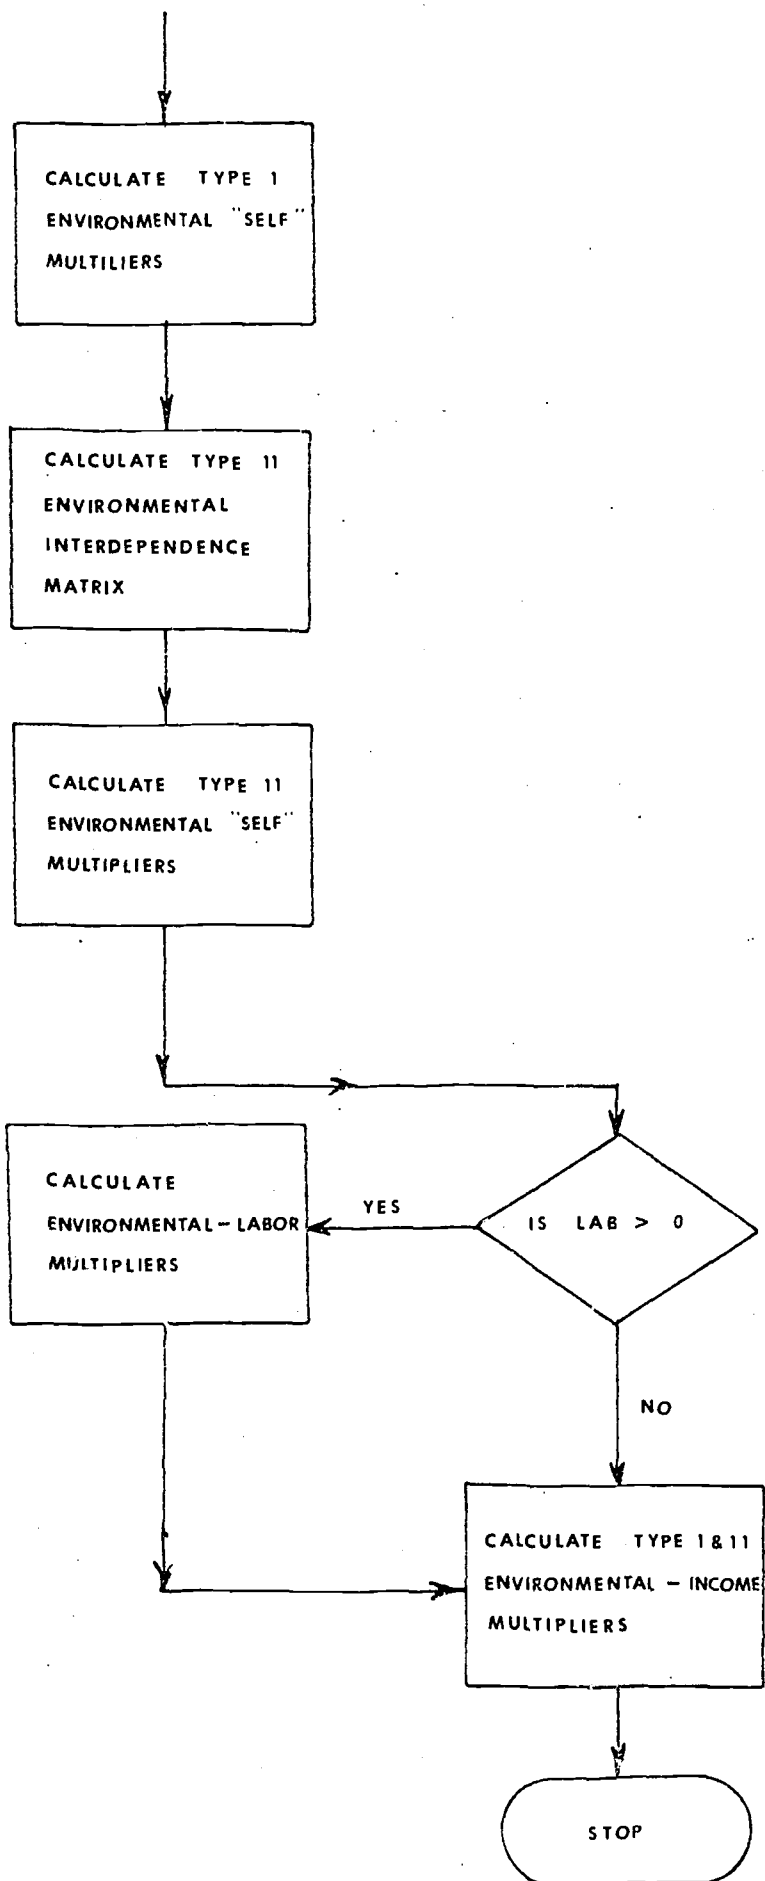 CALCULATE TYPE 1
ENVIRONMENTAL "SELF"
MULTILIERS
CALCULATE TYPE 11
ENVIRONMENTAL
INTERDEPENDENCE
MATRIX
CALCULATE TYPE 11
ENVIRONMENTAL "SELF"
MULTIPLIERS
IS LAB > 0
YES
CALCULATE
ENVIRONMENTAL-LABOR
MULTIPLIERS
NO
CALCULATE TYPE 1 & 11
ENVIRONMENTAL - INCOME
MULTIPLIERS
STOP